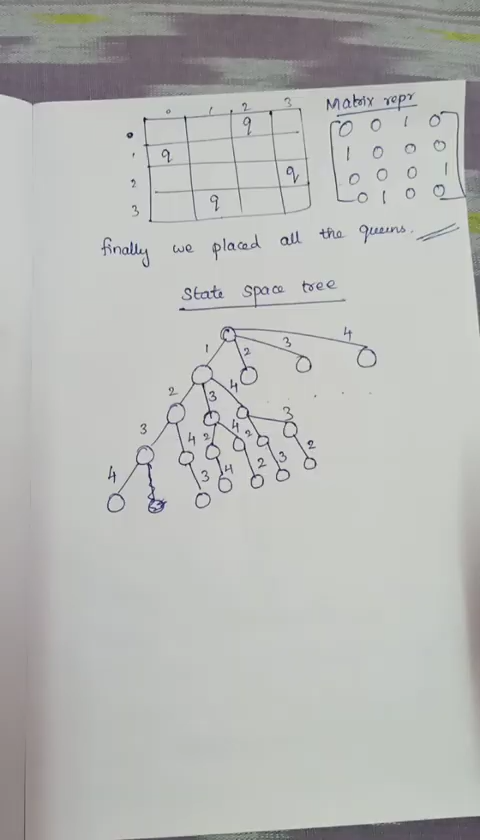 0 1 2 3
Matrix repr
0 q
0 0 1 0
1 q
1 0 0 0
2 q
0 0 0 1
3 q
0 1 0 0
finally we placed all the queens.
State space tree
1 2 3 4
2 3 4
3 4 2 4 2 3
4 3 4 2 3 2